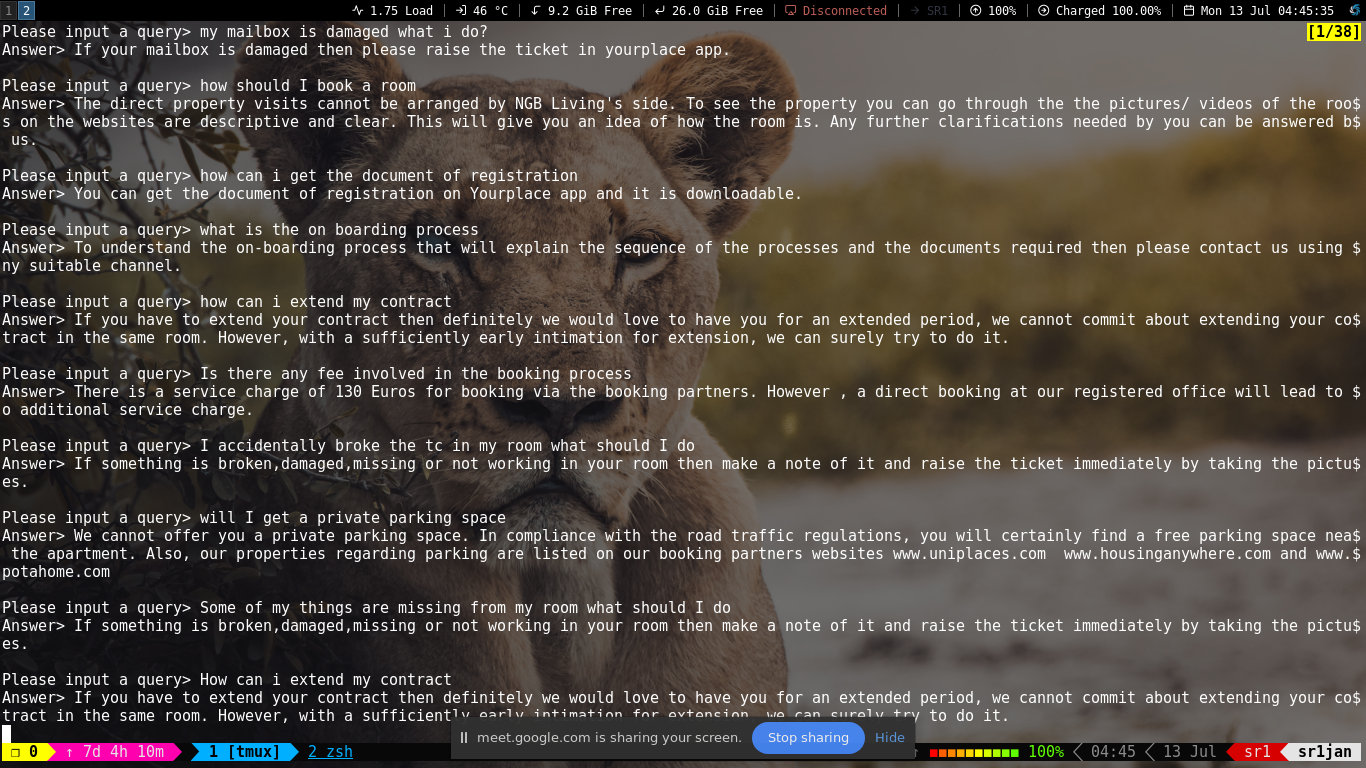 1 2 1.75 Load | 46 °C | 9.2 GiB Free | 26.0 GiB Free | Disconnected | → SR1 | 100% | Charged 100.00% | Mon 13 Jul 04:45:35
Please input a query> my mailbox is damaged what i do? [1/38]
Answer> If your mailbox is damaged then please raise the ticket in yourplace app.
Please input a query> how should I book a room
Answer> The direct property visits cannot be arranged by NGB Living's side. To see the property you can go through the the pictures/ videos of the roo$
s on the websites are descriptive and clear. This will give you an idea of how the room is. Any further clarifications needed by you can be answered b$
us.
Please input a query> how can i get the document of registration
Answer> You can get the document of registration on Yourplace app and it is downloadable.
Please input a query> what is the on boarding process
Answer> To understand the on-boarding process that will explain the sequence of the processes and the documents required then please contact us using $
ny suitable channel.
Please input a query> how can i extend my contract
Answer> If you have to extend your contract then definitely we would love to have you for an extended period, we cannot commit about extending your co$
tract in the same room. However, with a sufficiently early intimation for extension, we can surely try to do it.
Please input a query> Is there any fee involved in the booking process
Answer> There is a service charge of 130 Euros for booking via the booking partners. However , a direct booking at our registered office will lead to $
o additional service charge.
Please input a query> I accidentally broke the tc in my room what should I do
Answer> If something is broken,damaged,missing or not working in your room then make a note of it and raise the ticket immediately by taking the pictu$
es.
Please input a query> will I get a private parking space
Answer> We cannot offer you a private parking space. In compliance with the road traffic regulations, you will certainly find a free parking space nea$
the apartment. Also, our properties regarding parking are listed on our booking partners websites www.uniplaces.com  www.housinganywhere.com and www.$
potahome.com
Please input a query> Some of my things are missing from my room what should I do
Answer> If something is broken,damaged,missing or not working in your room then make a note of it and raise the ticket immediately by taking the pictu$
es.
Please input a query> How can i extend my contract
Answer> If you have to extend your contract then definitely we would love to have you for an extended period, we cannot commit about extending your co$
tract in the same room. However, with a sufficiently early intimation for extension, we can surely try to do it.
meet.google.com is sharing your screen. Stop sharing Hide
0 ↑ 7d 4h 10m 1 [tmux] 2 zsh 100% 04:45 13 Jul sr1 sr1jan